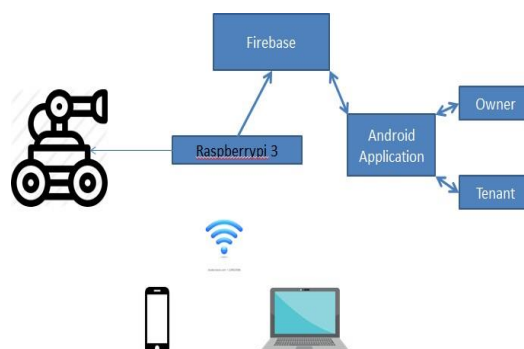 Firebase
Owner
Android
Application
Raspberrypi 3
Tenant